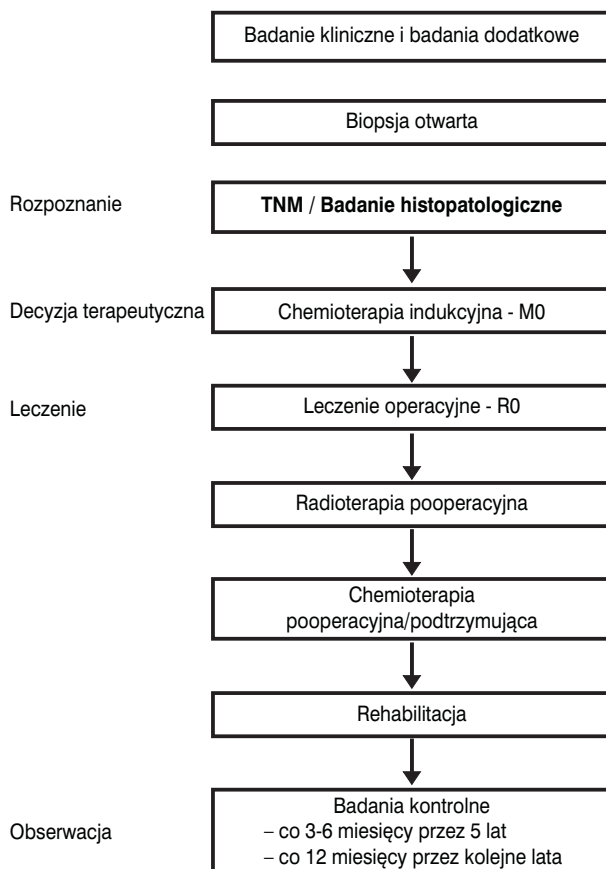 Badanie kliniczne i badania dodatkowe
Biopsja otwarta
Rozpoznanie
TNM / Badanie histopatologiczne
Decyzja terapeutyczna
Chemioterapia indukcyjna - M0
Leczenie
Leczenie operacyjne - R0
Radioterapia pooperacyjna
Chemioterapia
pooperacyjna/podtrzymująca
Rehabilitacja
Obserwacja
Badania kontrolne
– co 3-6 miesięcy przez 5 lat
– co 12 miesięcy przez kolejne lata